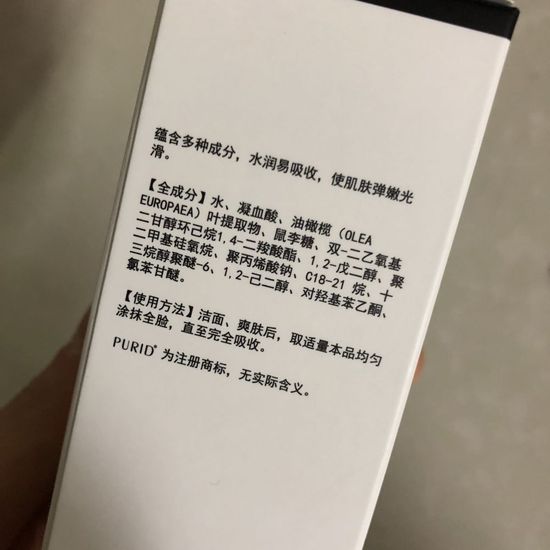 蕴含多种成分，水润易吸收，使肌肤弹嫩光
滑。
【全成分】水、凝血酸、油橄榄（OLEA
EUROPAEA）叶提取物、鼠李糖、双-二乙氧基
二甘醇环己烷1,4-二羧酸酯、1,2-戊二醇、聚
二甲基硅氧烷、聚丙烯酸钠、C18-21 烷、十
三烷醇聚醚-6、1,2-己二醇、对羟基苯乙酮、
氯苯甘醚。
【使用方法】洁面、爽肤后，取适量本品均匀
涂抹全脸，直至完全吸收。
PURID® 为注册商标，无实际含义。